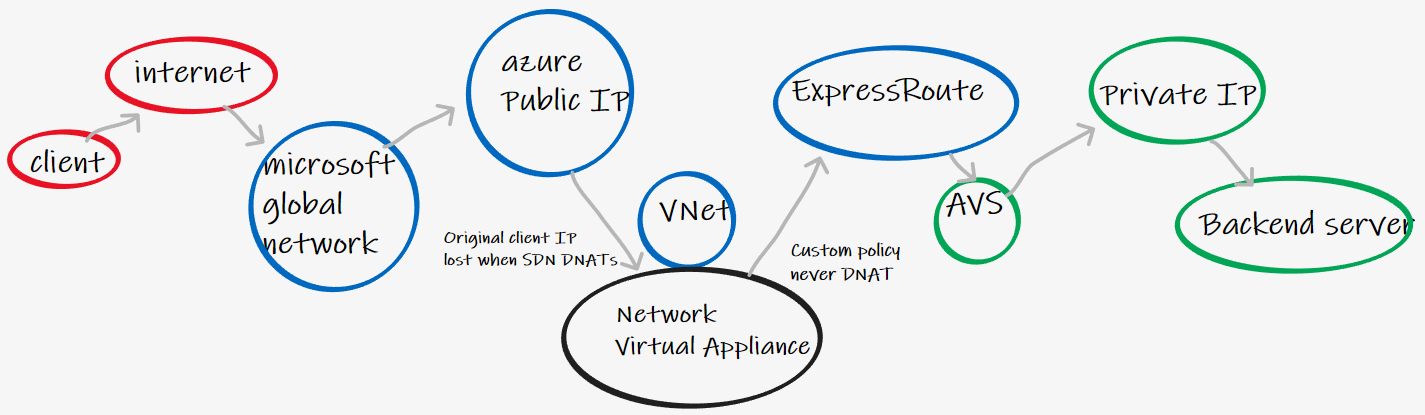 client
internet
microsoft
global
network
azure
Public IP
Original client IP
lost when SDN DNATs
VNet
Network
Virtual Appliance
Custom policy
never DNAT
ExpressRoute
AVS
Private IP
Backend server